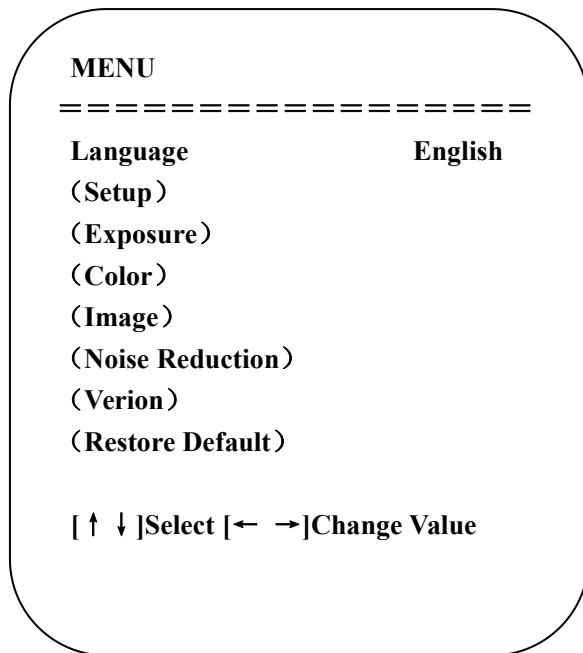 MENU
=================
Language English
（Setup）
（Exposure）
（Color）
（Image）
（Noise Reduction）
（Verion）
（Restore Default）
[↑ ↓]Select [← →]Change Value